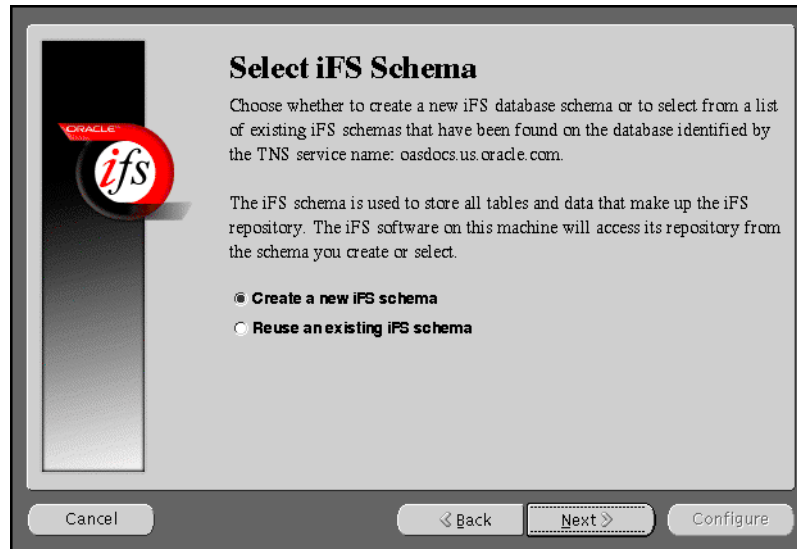 Select iFS Schema
Choose whether to create a new iFS database schema or to select from a list
of existing iFS schemas that have been found on the database identified by
the TNS service name: oasdocs.us.oracle.com.
ORACLE
ifs
The iFS schema is used to store all tables and data that make up the iFS
repository. The iFS software on this machine will access its repository from
the schema you create or select.
Create a new iFS schema
Reuse an existing iFS schema
Cancel
Back
Next
Configure